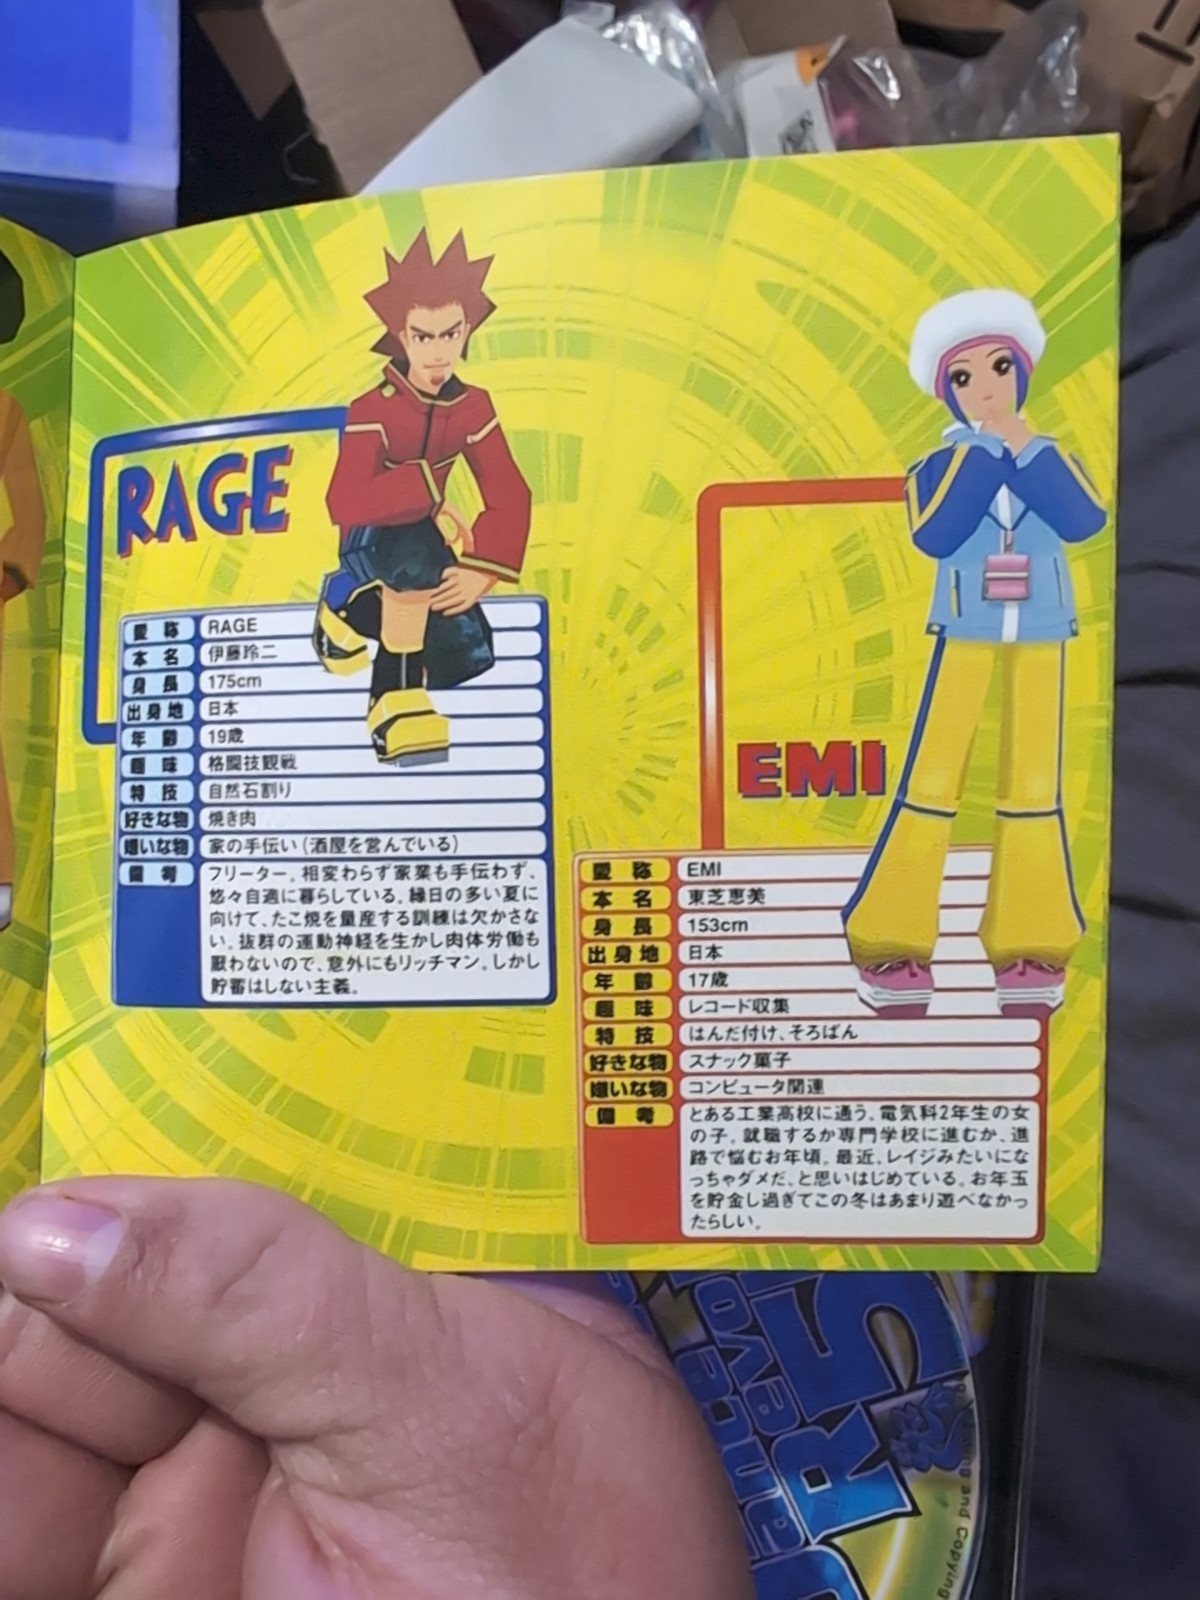 RAGE
愛称 RAGE
本名 伊藤玲二
身長 175cm
出身地 日本
年齢 19歳
趣味 格闘技観戦
特技 自然石割り
好きな物 焼き肉
嫌いな物 家の手伝い(酒屋を営んでいる)
備考 フリーター。相変わらず家業も手伝わず、
悠々自適に暮らしている。縁日の多い夏に
向けて、たこ焼を量産する訓練は欠かさな
い。抜群の運動神経を生かし肉体労働も
厭わないので、意外にもリッチマン。しかし
貯蓄はしない主義。
EMI
愛称 EMI
本名 東芝恵美
身長 153cm
出身地 日本
年齢 17歳
趣味 レコード収集
特技 はんだ付け、そろばん
好きな物 スナック菓子
嫌いな物 コンピュータ関連
備考 とある工業高校に通う。電気科2年生の女
の子。就職するか専門学校に進むか、進
路で悩むお年頃。最近、レイジみたいにな
っちゃダメだ、と思いはじめている。お年玉
を貯金し過ぎてこの冬はあまり遊べなかっ
たらしい。
and Copying